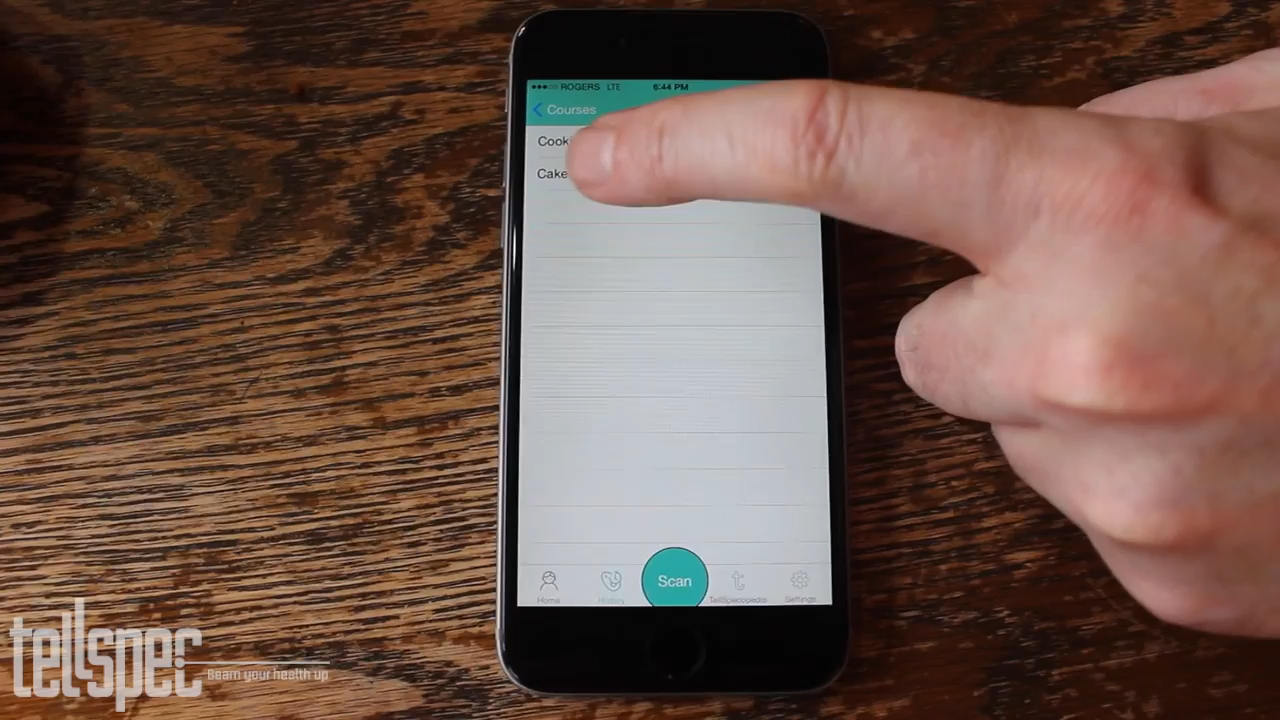 ROGERS LTE 6:44 PM
Courses
Cook
Cake
Scan
Home History TellSpecopedia Settings
tellspec
Beam your health up